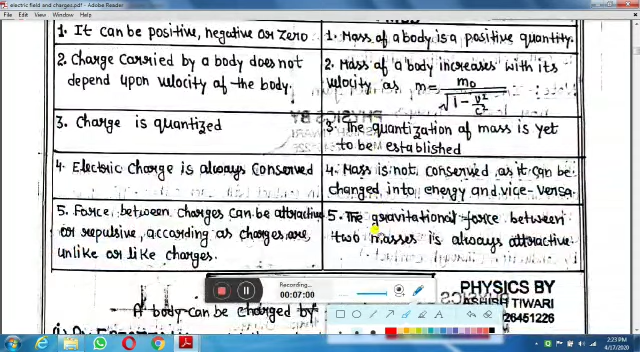 electric field and charges.pdf - Adobe Reader
File Edit View Window Help
1. It can be positive, negative or zero
1. Mass of a body is a positive quantity.
2. Charge carried by a body does not
depend upon velocity of the body.
2. Mass of a body increases with its
velocity as m = m₀/√(1 - v²/c²)
3. Charge is quantized
3. The quantization of mass is yet
to be established
4. Electric Charge is always Conserved
4. Mass is not conserved as it can be
changed into energy and vice-versa.
5. Force between charges can be attractive
or repulsive, according as charges are
unlike or like charges.
5. The gravitational force between
two masses is always attractive.
Recording...
00:07:00
A body can be charged by
PHYSICS BY
ASHISH TIWARI
26451226
2:23 PM
4/17/2020